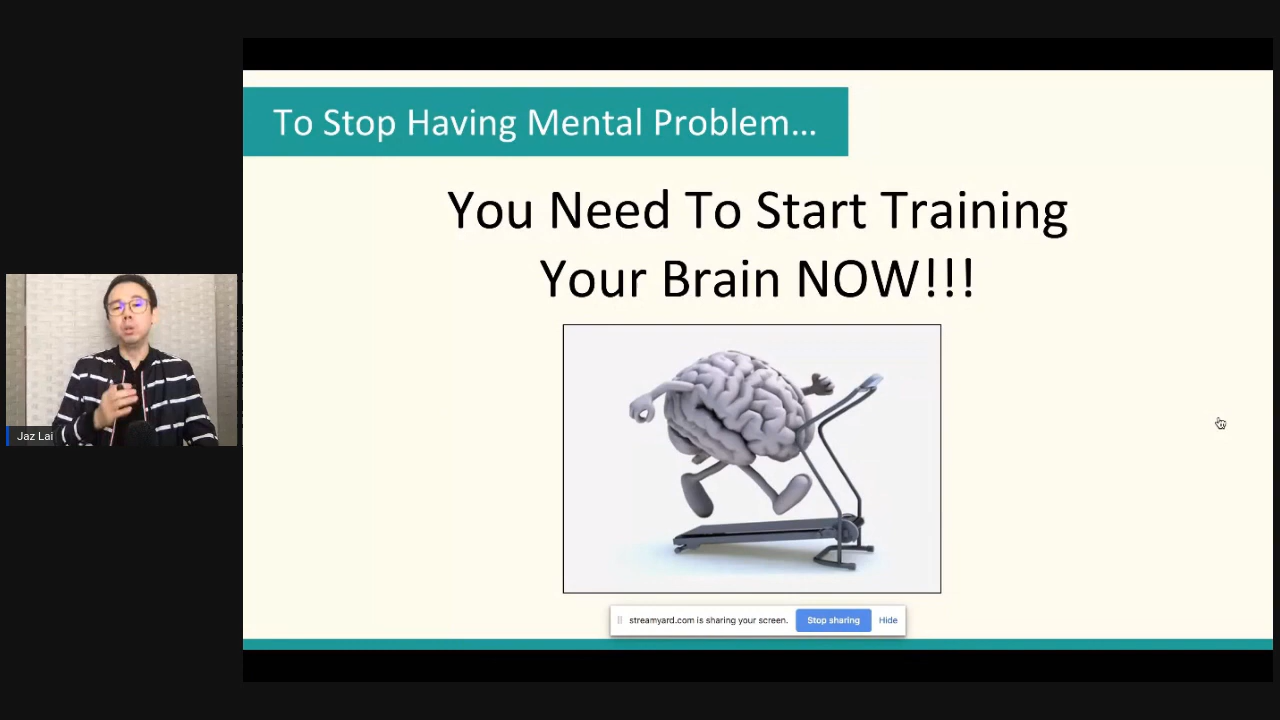 To Stop Having Mental Problem...
You Need To Start Training
Your Brain NOW!!!
Jaz Lai
streamyard.com is sharing your screen.
Stop sharing
Hide